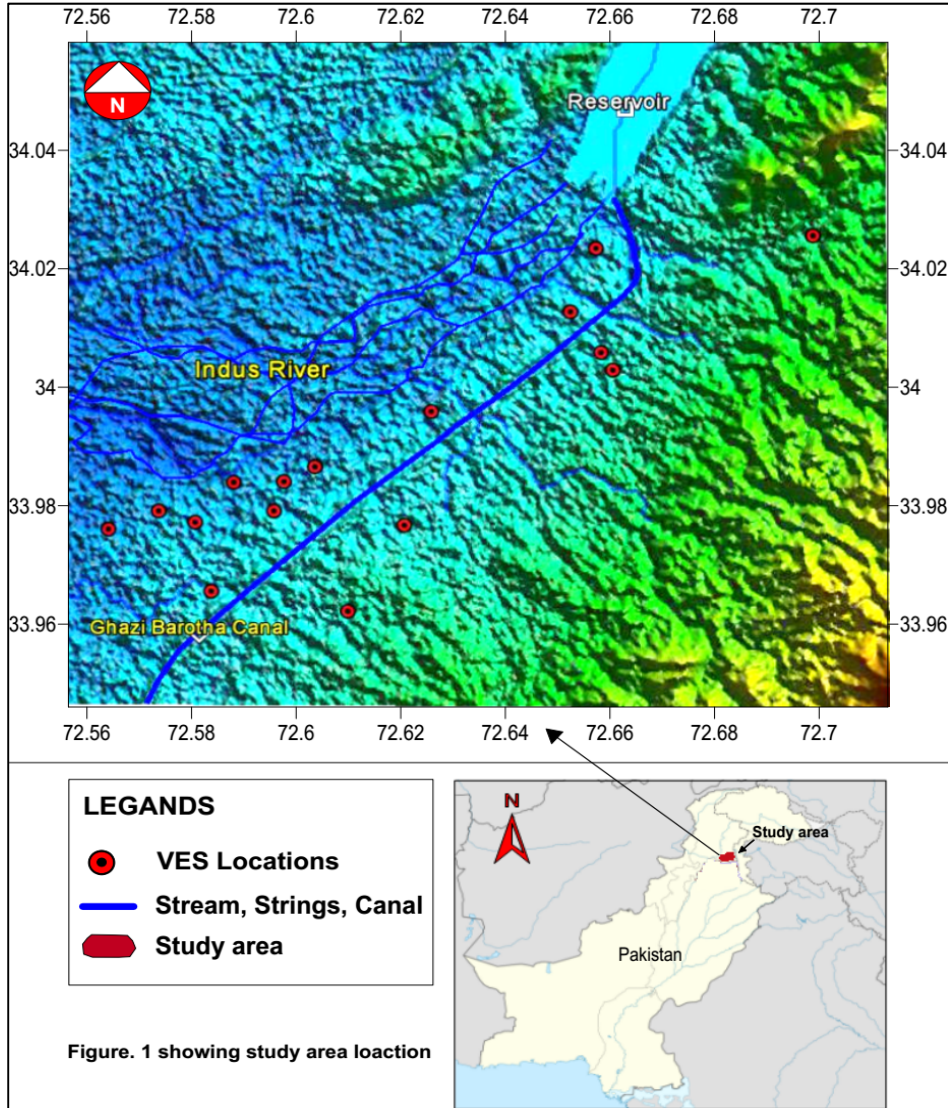 72.56 72.58 72.6 72.62 72.64 72.66 72.68 72.7
N
Reservoir
34.04 34.04
34.02 34.02
Indus River
34 34
33.98 33.98
33.96 33.96
Ghazi Barotha Canal
72.56 72.58 72.6 72.62 72.64 72.66 72.68 72.7
LEGANDS
VES Locations
Stream, Strings, Canal
Study area
Figure. 1 showing study area loaction
N
Study area
Pakistan